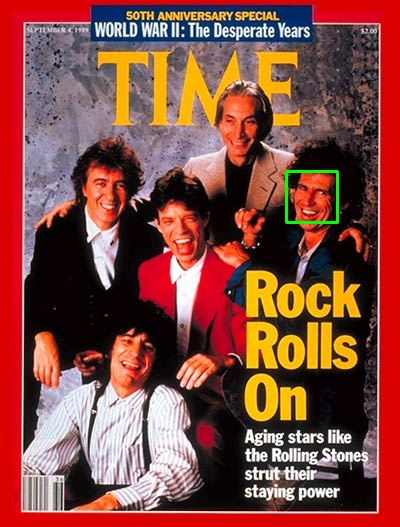 50TH ANNIVERSARY SPECIAL
WORLD WAR II: The Desperate Years
SEPTEMBER 4, 1989
$2.00
TIME
Rock
Rolls
On
Aging stars like
the Rolling Stones
strut their
staying power
36